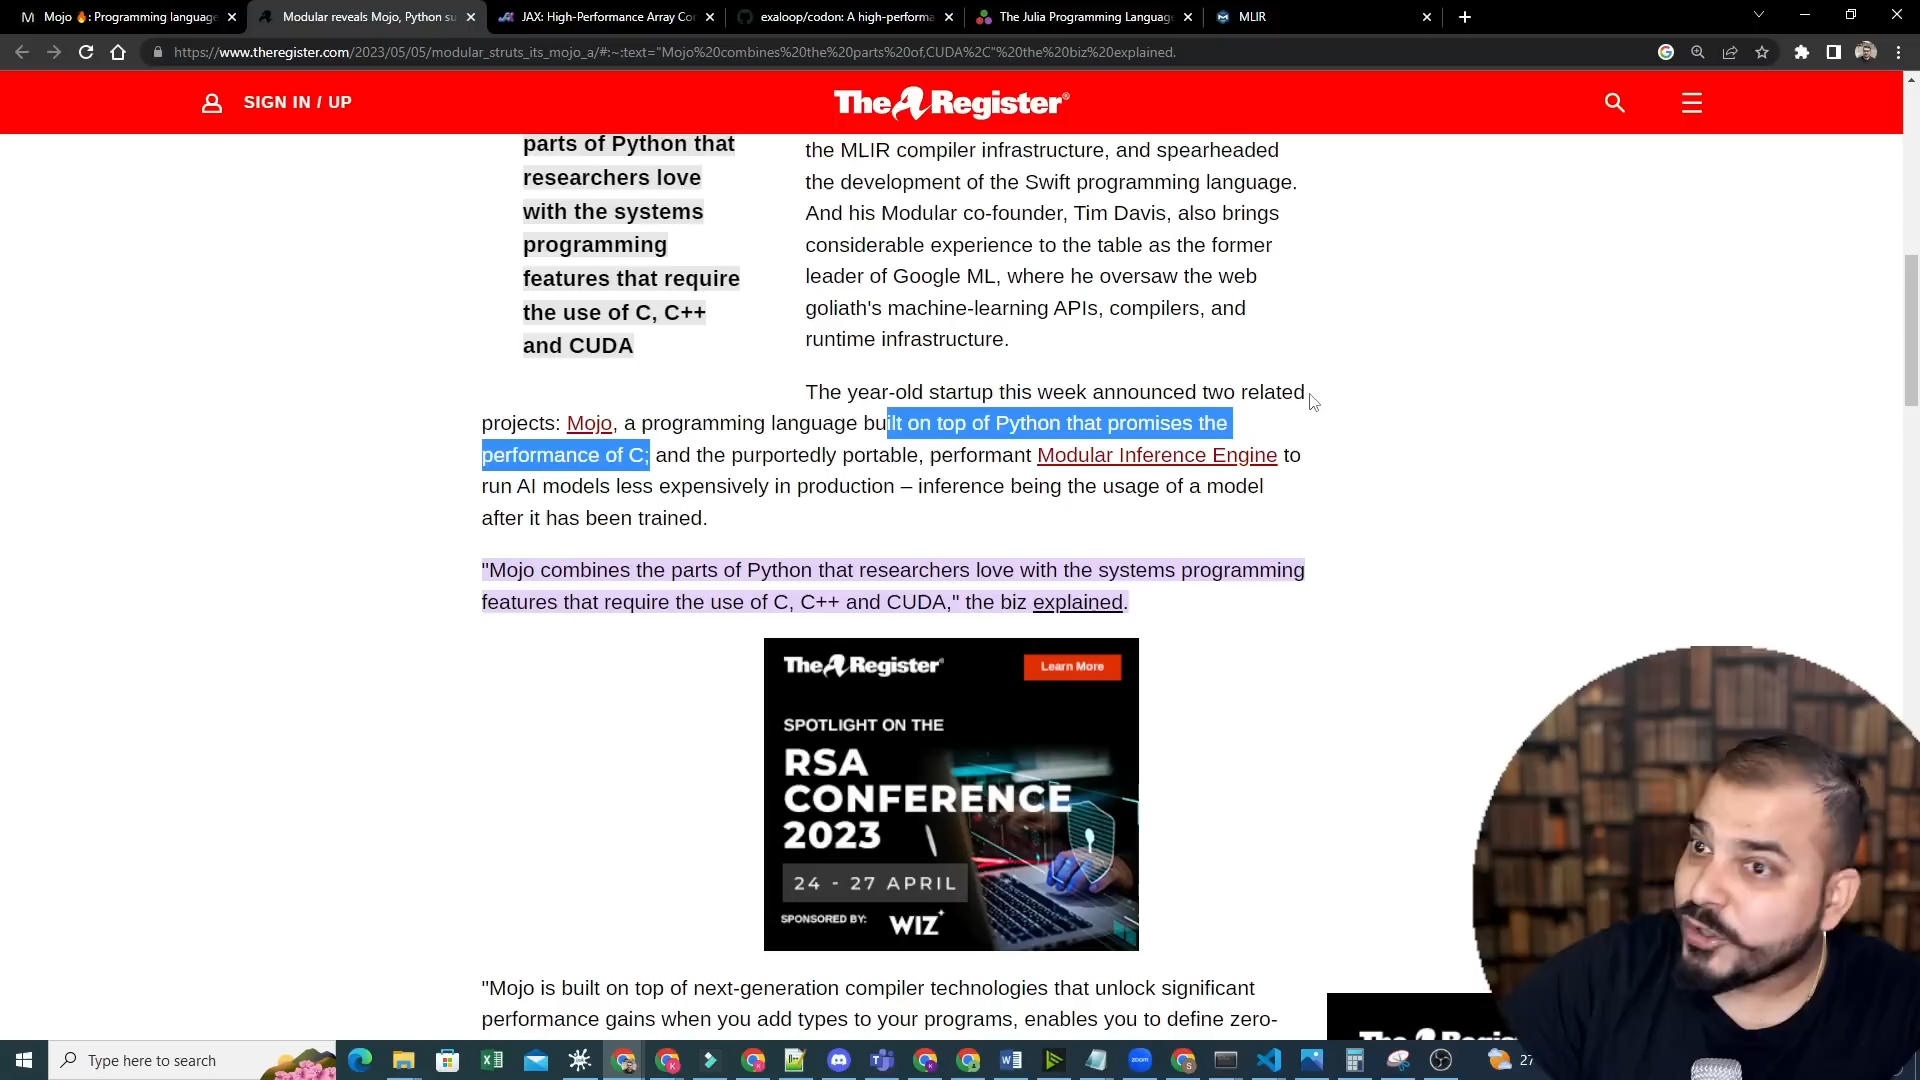 Mojo 🔥: Programming language
Modular reveals Mojo, Python su
JAX: High-Performance Array Co
exaloop/codon: A high-performa
The Julia Programming Language
MLIR
https://www.theregister.com/2023/05/05/modular_struts_its_mojo_a/#:~:text="Mojo%20combines%20the%20parts%20of,CUDA%2C"%20the%20biz%20explained.
SIGN IN / UP
The Register®
parts of Python that
researchers love
with the systems
programming
features that require
the use of C, C++
and CUDA
the MLIR compiler infrastructure, and spearheaded
the development of the Swift programming language.
And his Modular co-founder, Tim Davis, also brings
considerable experience to the table as the former
leader of Google ML, where he oversaw the web
goliath's machine-learning APIs, compilers, and
runtime infrastructure.
The year-old startup this week announced two related
projects: Mojo, a programming language built on top of Python that promises the
performance of C; and the purportedly portable, performant Modular Inference Engine to
run AI models less expensively in production – inference being the usage of a model
after it has been trained.
"Mojo combines the parts of Python that researchers love with the systems programming
features that require the use of C, C++ and CUDA," the biz explained.
The Register®
Learn More
SPOTLIGHT ON THE
RSA
CONFERENCE
2023
24 - 27 APRIL
SPONSORED BY: WIZ
"Mojo is built on top of next-generation compiler technologies that unlock significant
performance gains when you add types to your programs, enables you to define zero-
The Register
Type here to search
27